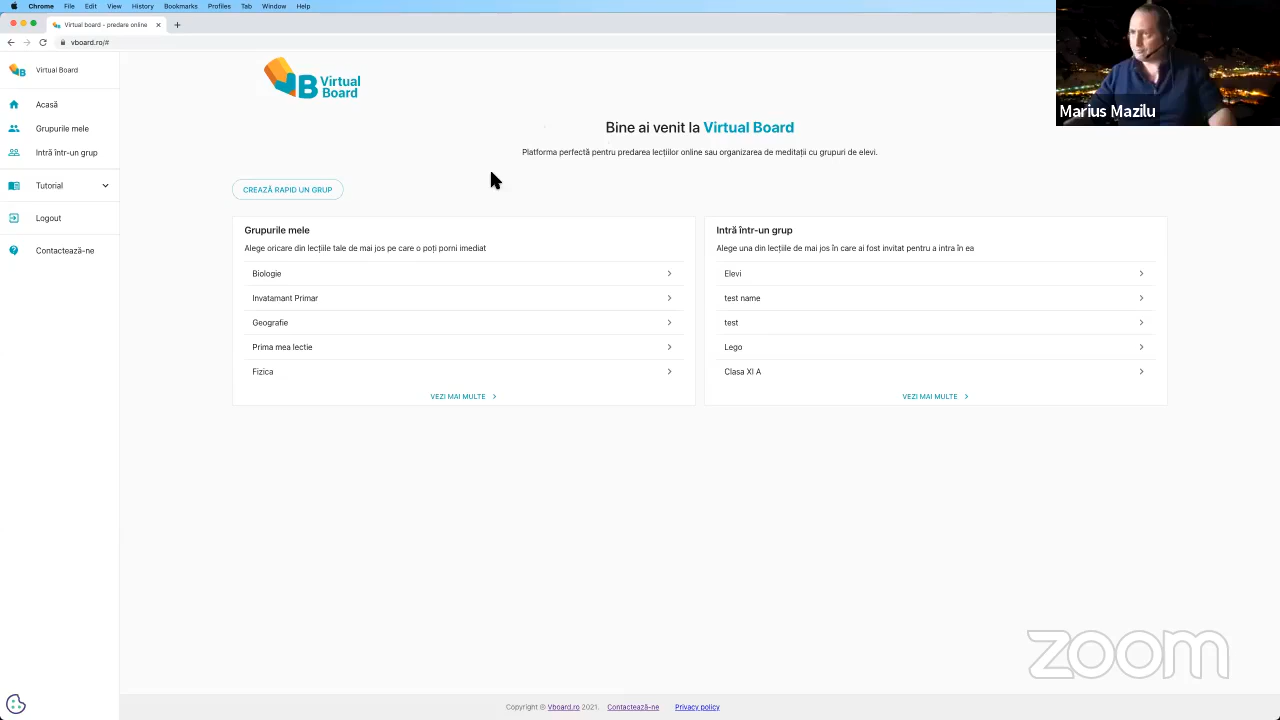 Chrome File Edit View History Bookmarks Profiles Tab Window Help
Virtual board - predare online
vboard.ro/#
Virtual Board
Acasă
Grupurile mele
Intră într-un grup
Tutorial
Logout
Contactează-ne
B Virtual
Board
Bine ai venit la Virtual Board
Platforma perfectă pentru predarea lecțiilor online sau organizarea de meditații cu grupuri de elevi.
CREAZĂ RAPID UN GRUP
Grupurile mele
Alege oricare din lecțiile tale de mai jos pe care o poți porni imediat
Biologie
Invatamant Primar
Geografie
Prima mea lectie
Fizica
VEZI MAI MULTE
Intră într-un grup
Alege una din lecțiile de mai jos în care ai fost invitat pentru a intra în ea
Elevi
test name
test
Lego
Clasa XI A
VEZI MAI MULTE
Marius Mazilu
zoom
Copyright © Vboard.ro 2021. Contactează-ne Privacy policy